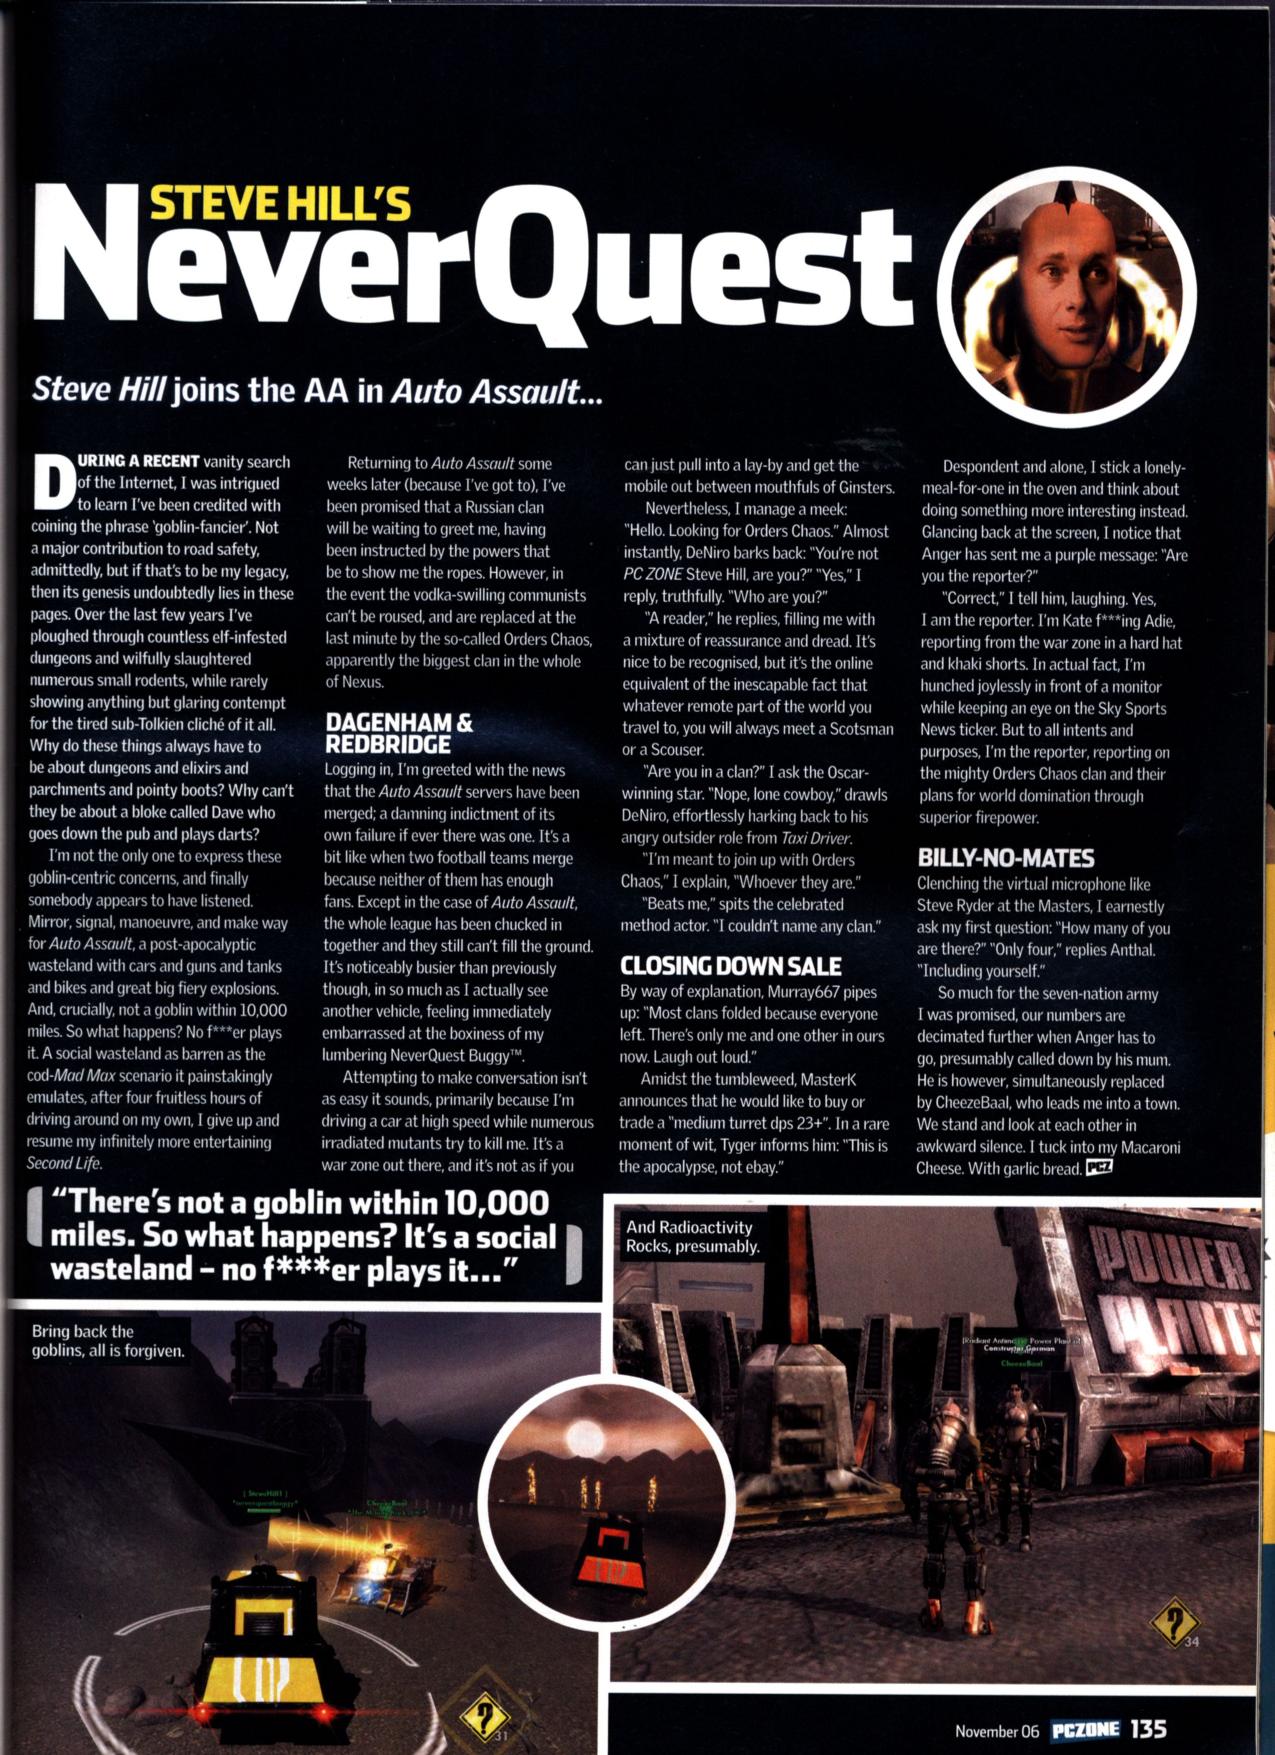 STEVE HILL'S
NeverQuest
Steve Hill joins the AA in Auto Assault...
DURING A RECENT vanity search
of the Internet, I was intrigued
to learn I've been credited with
coining the phrase 'goblin-fancier'. Not
a major contribution to road safety,
admittedly, but if that's to be my legacy,
then its genesis undoubtedly lies in these
pages. Over the last few years I've
ploughed through countless elf-infested
dungeons and wilfully slaughtered
numerous small rodents, while rarely
showing anything but glaring contempt
for the tired sub-Tolkien cliché of it all.
Why do these things always have to
be about dungeons and elixirs and
parchments and pointy boots? Why can't
they be about a bloke called Dave who
goes down the pub and plays darts?
I'm not the only one to express these
goblin-centric concerns, and finally
somebody appears to have listened.
Mirror, signal, manoeuvre, and make way
for Auto Assault, a post-apocalyptic
wasteland with cars and guns and tanks
and bikes and great big fiery explosions.
And, crucially, not a goblin within 10,000
miles. So what happens? No f***er plays
it. A social wasteland as barren as the
cod-Mad Max scenario it painstakingly
emulates, after four fruitless hours of
driving around on my own, I give up and
resume my infinitely more entertaining
Second Life.
Returning to Auto Assault some
weeks later (because I've got to), I've
been promised that a Russian clan
will be waiting to greet me, having
been instructed by the powers that
be to show me the ropes. However, in
the event the vodka-swilling communists
can't be roused, and are replaced at the
last minute by the so-called Orders Chaos,
apparently the biggest clan in the whole
of Nexus.
DAGENHAM &
REDBRIDGE
Logging in, I'm greeted with the news
that the Auto Assault servers have been
merged; a damning indictment of its
own failure if ever there was one. It's a
bit like when two football teams merge
because neither of them has enough
fans. Except in the case of Auto Assault,
the whole league has been chucked in
together and they still can't fill the ground.
It's noticeably busier than previously
though, in so much as I actually see
another vehicle, feeling immediately
embarrassed at the boxiness of my
lumbering NeverQuest Buggy™.
Attempting to make conversation isn't
as easy it sounds, primarily because I'm
driving a car at high speed while numerous
irradiated mutants try to kill me. It's a
war zone out there, and it's not as if you
can just pull into a lay-by and get the
mobile out between mouthfuls of Ginsters.
Nevertheless, I manage a meek:
"Hello. Looking for Orders Chaos." Almost
instantly, DeNiro barks back: "You're not
PC ZONE Steve Hill, are you?" "Yes," I
reply, truthfully. "Who are you?"
"A reader," he replies, filling me with
a mixture of reassurance and dread. It's
nice to be recognised, but it's the online
equivalent of the inescapable fact that
whatever remote part of the world you
travel to, you will always meet a Scotsman
or a Scouser.
"Are you in a clan?" I ask the Oscar-
winning star. "Nope, lone cowboy," drawls
DeNiro, effortlessly harking back to his
angry outsider role from Taxi Driver.
"I'm meant to join up with Orders
Chaos," I explain, "Whoever they are."
"Beats me," spits the celebrated
method actor. "I couldn't name any clan."
CLOSING DOWN SALE
By way of explanation, Murray667 pipes
up: "Most clans folded because everyone
left. There's only me and one other in ours
now. Laugh out loud."
Amidst the tumbleweed, MasterK
announces that he would like to buy or
trade a "medium turret dps 23+". In a rare
moment of wit, Tyger informs him: "This is
the apocalypse, not ebay."
Despondent and alone, I stick a lonely-
meal-for-one in the oven and think about
doing something more interesting instead.
Glancing back at the screen, I notice that
Anger has sent me a purple message: "Are
you the reporter?"
"Correct," I tell him, laughing. Yes,
I am the reporter. I'm Kate f***ing Adie,
reporting from the war zone in a hard hat
and khaki shorts. In actual fact, I'm
hunched joylessly in front of a monitor
while keeping an eye on the Sky Sports
News ticker. But to all intents and
purposes, I'm the reporter, reporting on
the mighty Orders Chaos clan and their
plans for world domination through
superior firepower.
BILLY-NO-MATES
Clenching the virtual microphone like
Steve Ryder at the Masters, I earnestly
ask my first question: "How many of you
are there?" "Only four," replies Anthal.
"Including yourself."
So much for the seven-nation army
I was promised, our numbers are
decimated further when Anger has to
go, presumably called down by his mum.
He is however, simultaneously replaced
by CheezeBaal, who leads me into a town.
We stand and look at each other in
awkward silence. I tuck into my Macaroni
Cheese. With garlic bread. PCZ
"There's not a goblin within 10,000
miles. So what happens? It's a social
wasteland – no f***er plays it..."
And Radioactivity
Rocks, presumably.
POWER
PLANTS
Constructor Gorman
CheezeBaal
34
Bring back the
goblins, all is forgiven.
[ SteveHill1 ]
*neverquestbuggy*
CheezeBaal
31
November 06 PCZONE 135